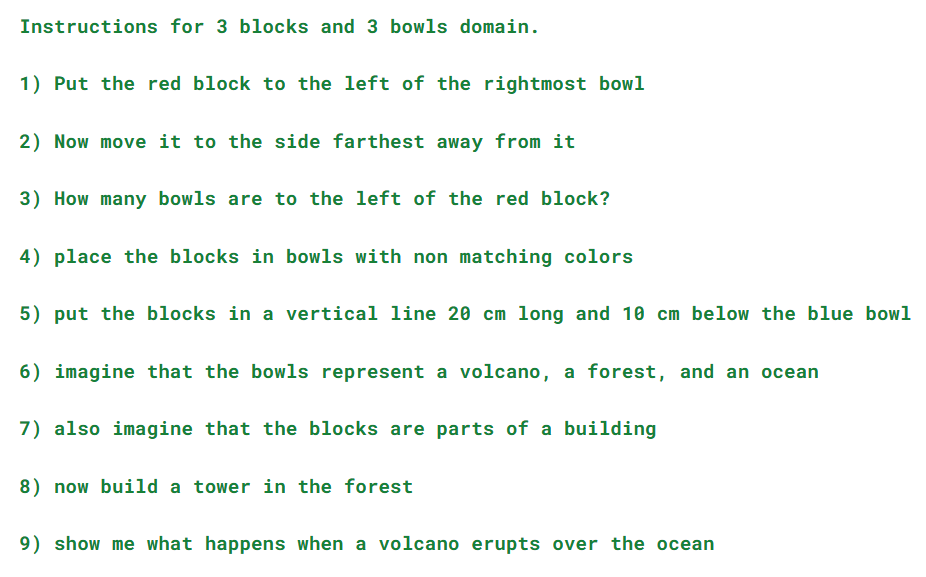 Instructions for 3 blocks and 3 bowls domain.
1) Put the red block to the left of the rightmost bowl
2) Now move it to the side farthest away from it
3) How many bowls are to the left of the red block?
4) place the blocks in bowls with non matching colors
5) put the blocks in a vertical line 20 cm long and 10 cm below the blue bowl
6) imagine that the bowls represent a volcano, a forest, and an ocean
7) also imagine that the blocks are parts of a building
8) now build a tower in the forest
9) show me what happens when a volcano erupts over the ocean